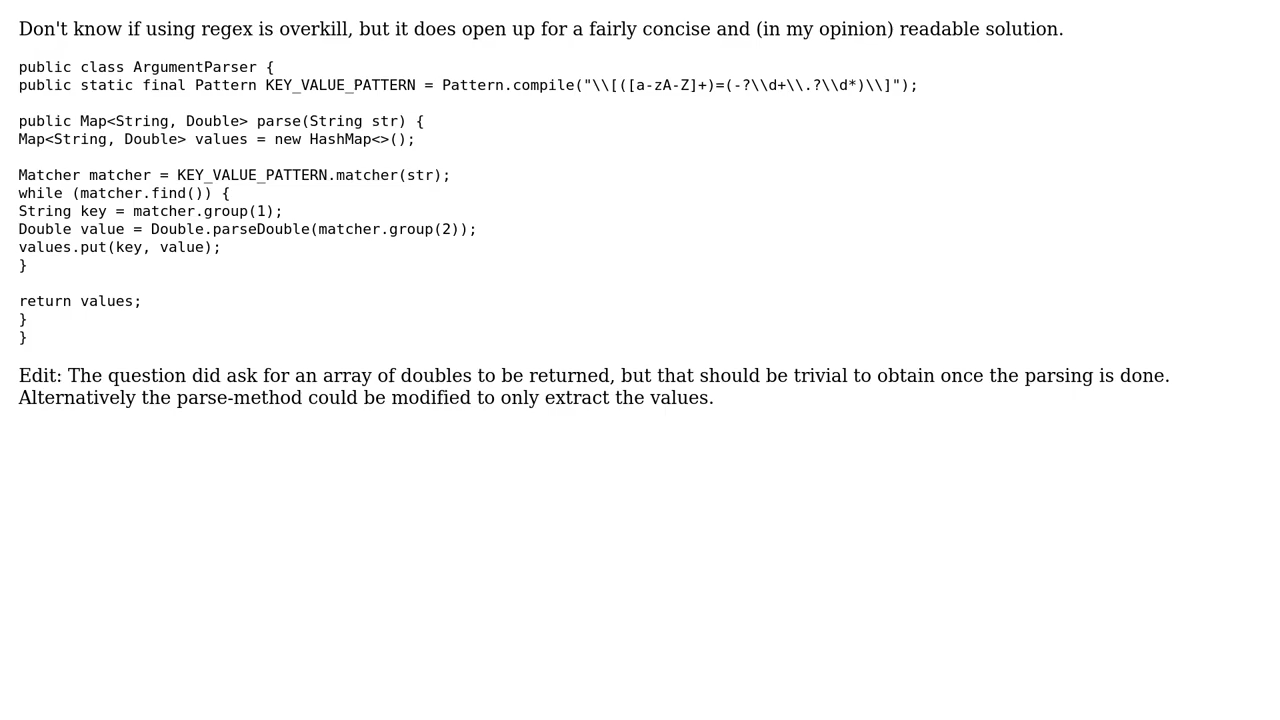 Don't know if using regex is overkill, but it does open up for a fairly concise and (in my opinion) readable solution.
public class ArgumentParser {
public static final Pattern KEY_VALUE_PATTERN = Pattern.compile("\\[([a-zA-Z]+)=(-?\\d+\\.?\\d*)\\]");
public Map<String, Double> parse(String str) {
Map<String, Double> values = new HashMap<>();
Matcher matcher = KEY_VALUE_PATTERN.matcher(str);
while (matcher.find()) {
String key = matcher.group(1);
Double value = Double.parseDouble(matcher.group(2));
values.put(key, value);
}
return values;
}
}
Edit: The question did ask for an array of doubles to be returned, but that should be trivial to obtain once the parsing is done.
Alternatively the parse-method could be modified to only extract the values.